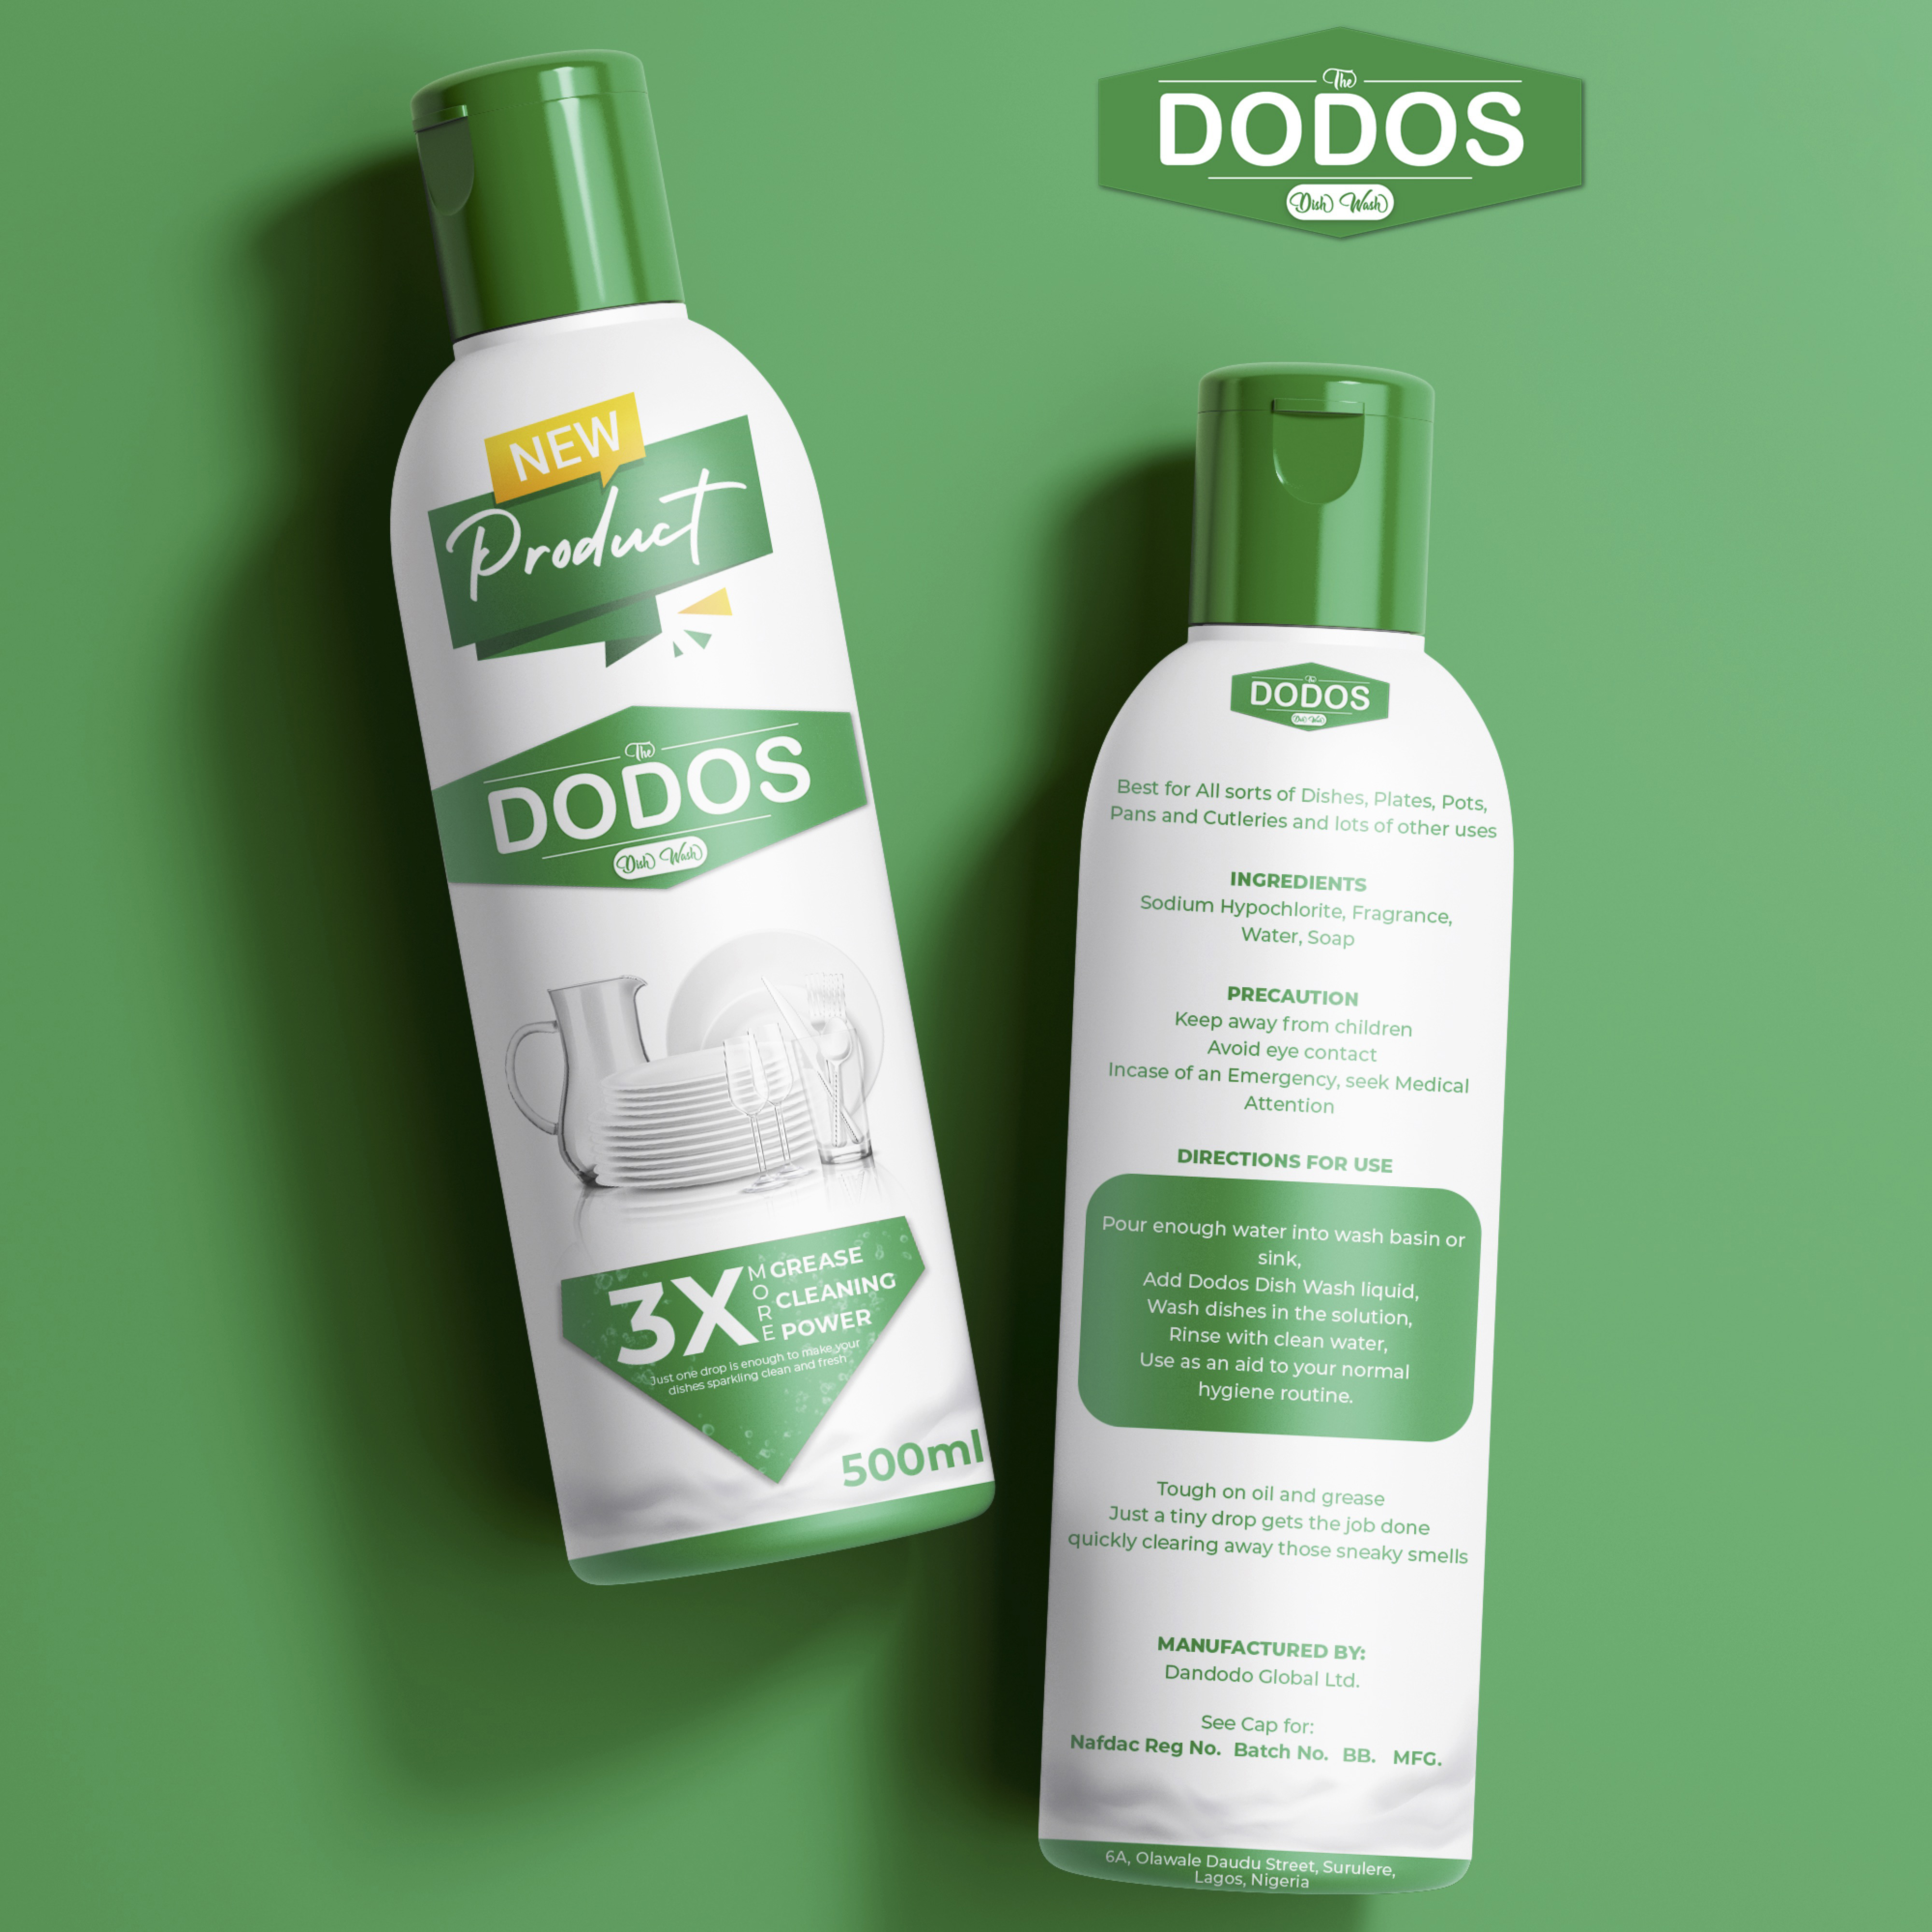 The
DODOS
Dish Wash
NEW
Product
The
DODOS
Dish Wash
3X
MORE
GREASE
CLEANING
POWER
Just one drop is enough to make your
dishes sparkling clean and fresh
500ml
The
DODOS
Dish Wash
Best for All sorts of Dishes, Plates, Pots,
Pans and Cutleries and lots of other uses
INGREDIENTS
Sodium Hypochlorite, Fragrance,
Water, Soap
PRECAUTION
Keep away from children
Avoid eye contact
Incase of an Emergency, seek Medical
Attention
DIRECTIONS FOR USE
Pour enough water into wash basin or
sink,
Add Dodos Dish Wash liquid,
Wash dishes in the solution,
Rinse with clean water,
Use as an aid to your normal
hygiene routine.
Tough on oil and grease
Just a tiny drop gets the job done
quickly clearing away those sneaky smells
MANUFACTURED BY:
Dandodo Global Ltd.
See Cap for:
Nafdac Reg No. Batch No. BB. MFG.
6A, Olawale Daudu Street, Surulere,
Lagos, Nigeria